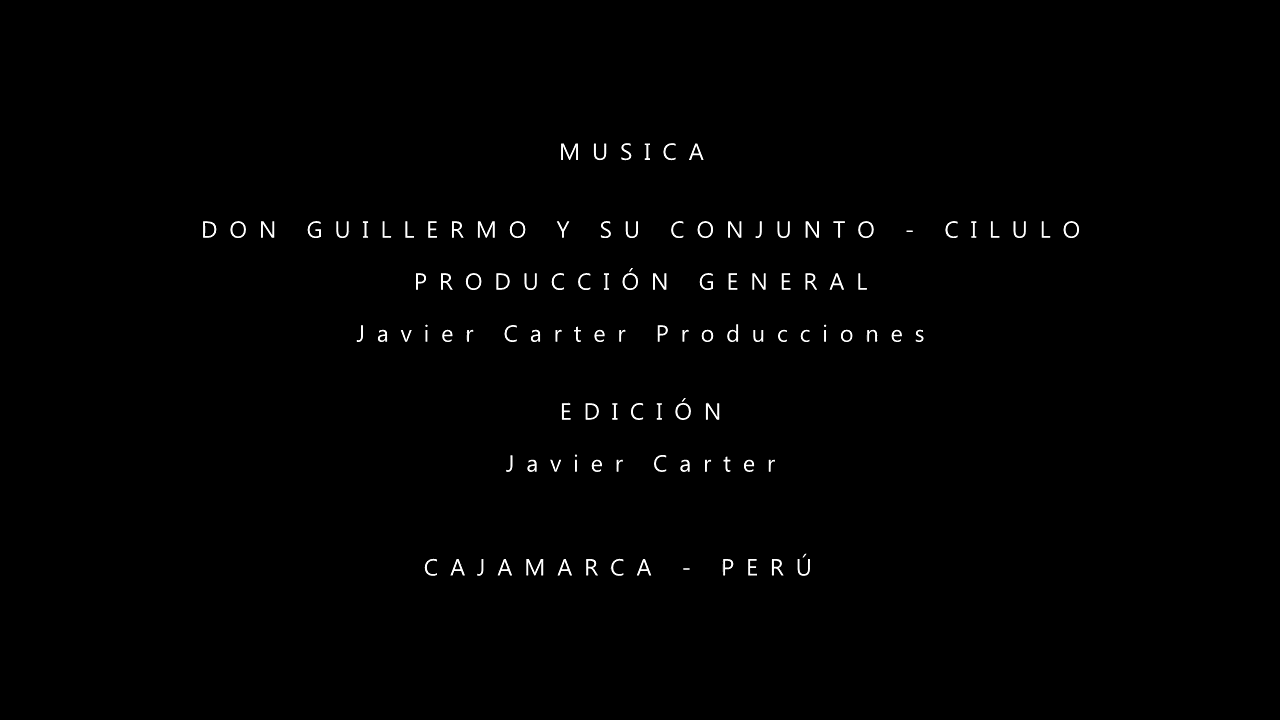 MUSICA
DON GUILLERMO Y SU CONJUNTO - CILULO
PRODUCCIÓN GENERAL
Javier Carter Producciones
EDICIÓN
Javier Carter
CAJAMARCA - PERÚ